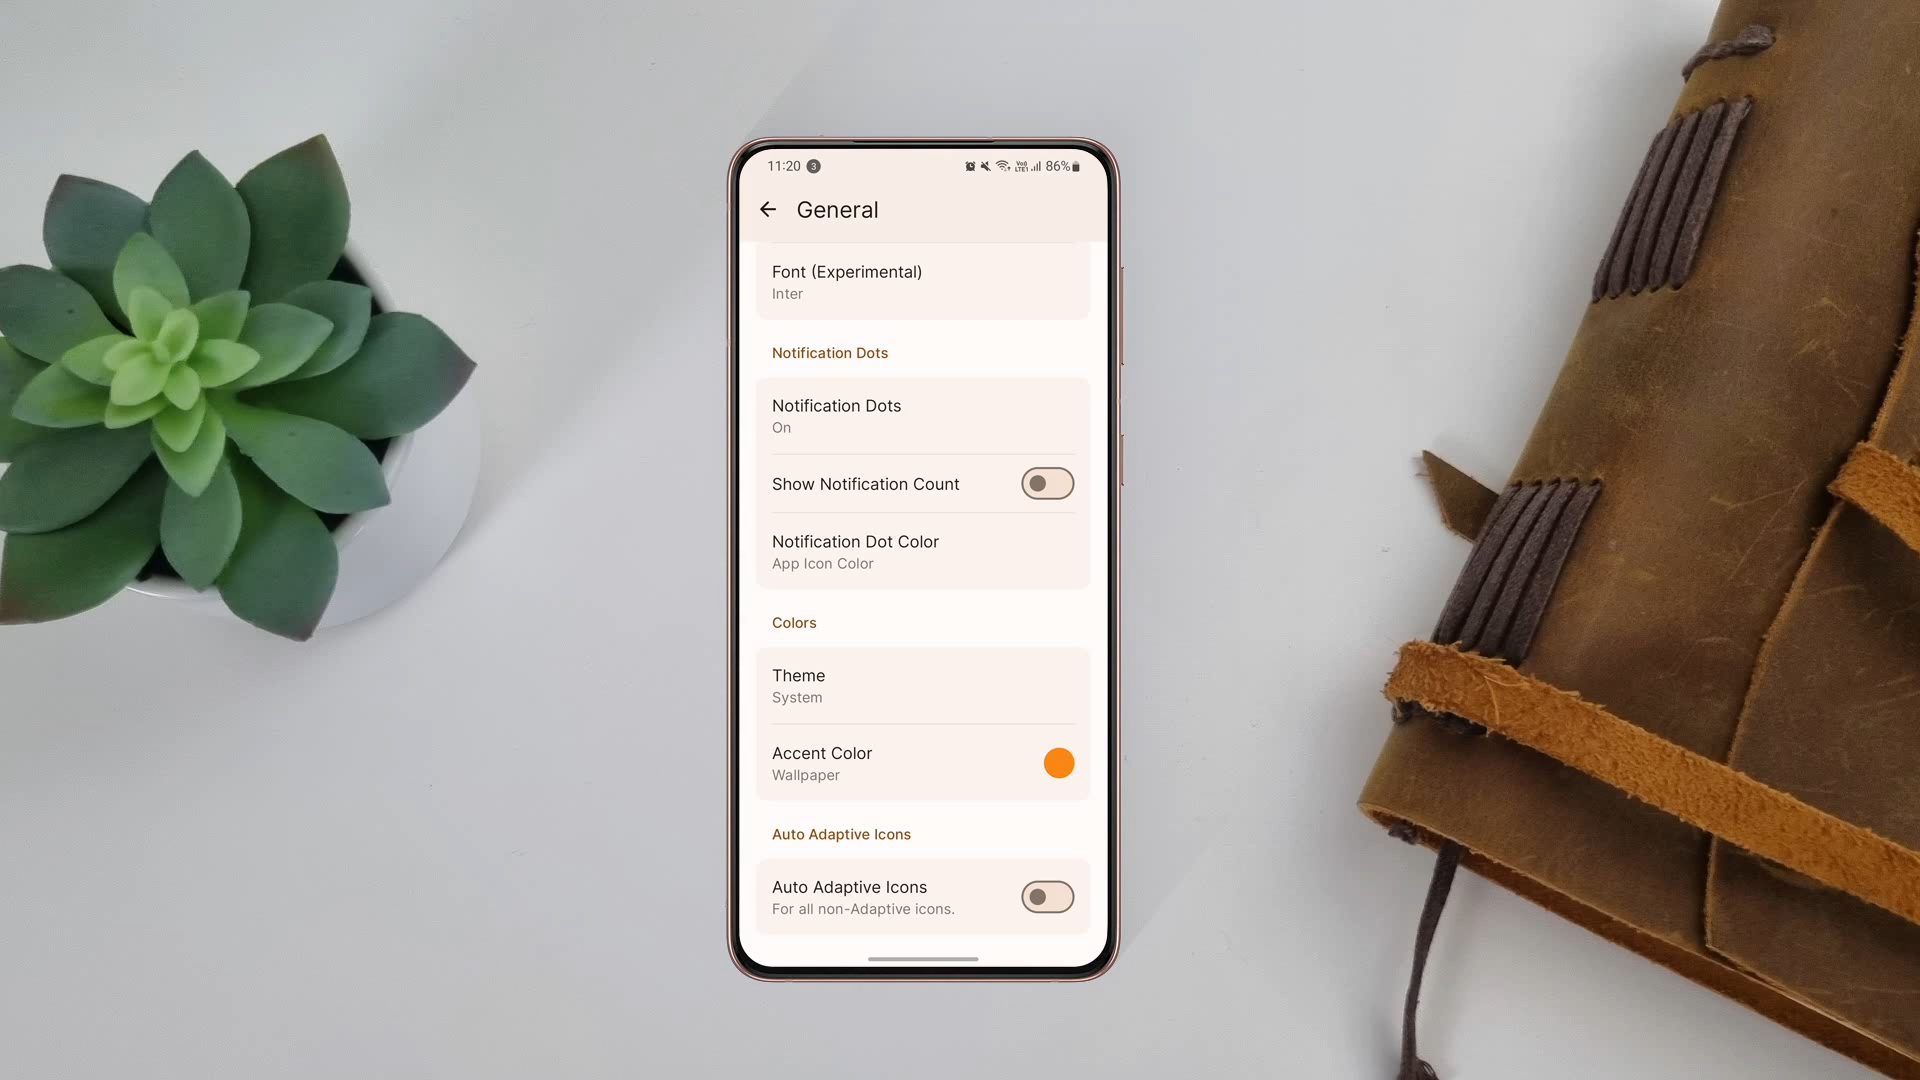 11:20 3 86%
General
Font (Experimental)
Inter
Notification Dots
Notification Dots
On
Show Notification Count
Notification Dot Color
App Icon Color
Colors
Theme
System
Accent Color
Wallpaper
Auto Adaptive Icons
Auto Adaptive Icons
For all non-Adaptive icons.